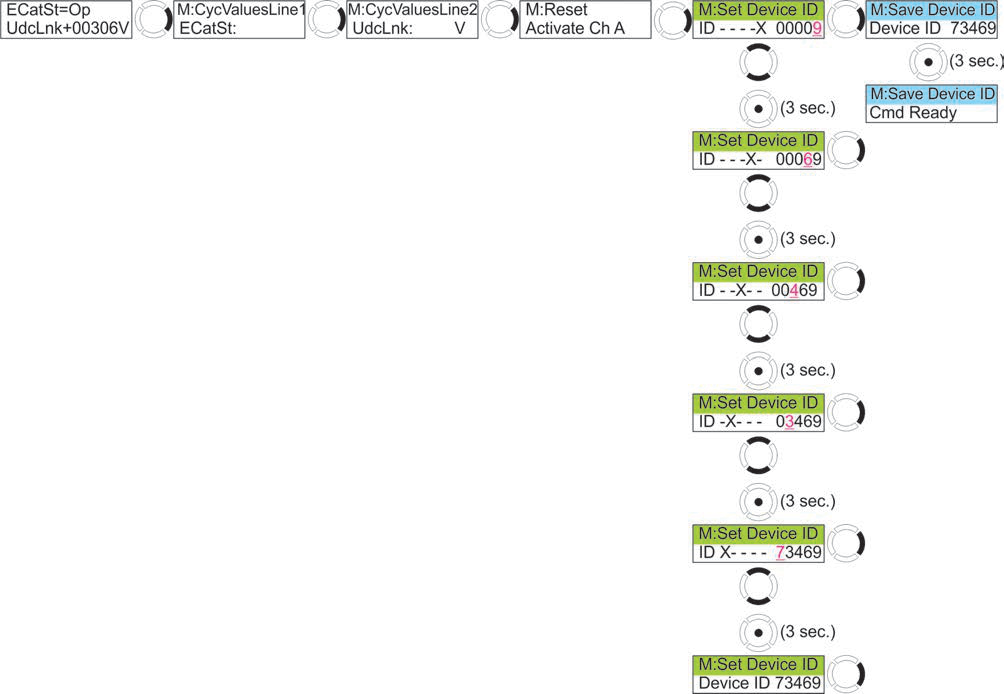 ECatSt=Op
UdcLnk+00306V
M:CycValuesLine1
ECatSt:
M:CycValuesLine2
UdcLnk: V
M:Reset
Activate Ch A
M:Set Device ID
ID - - - -X 00009
M:Save Device ID
Device ID 73469
(3 sec.)
M:Save Device ID
Cmd Ready
(3 sec.)
M:Set Device ID
ID - - -X- 00069
(3 sec.)
M:Set Device ID
ID - -X- - 00469
(3 sec.)
M:Set Device ID
ID -X- - - 03469
(3 sec.)
M:Set Device ID
ID X- - - - 73469
(3 sec.)
M:Set Device ID
Device ID 73469